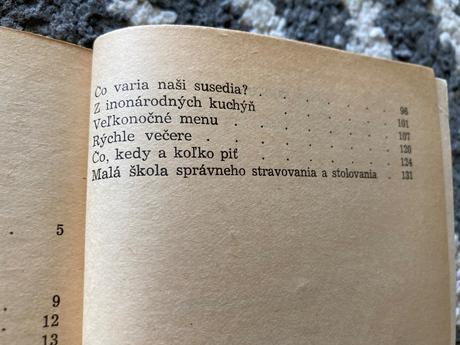 . 5
. 9
. 12
. 13
Čo varia naši susedia? . . . . . 96
Z inonárodných kuchýň . . . . . 101
Veľkonočné menu . . . . . . 107
Rýchle večere . . . . . . . 120
Čo, kedy a koľko piť . . . . . 124
Malá škola správneho stravovania a stolovania . 131